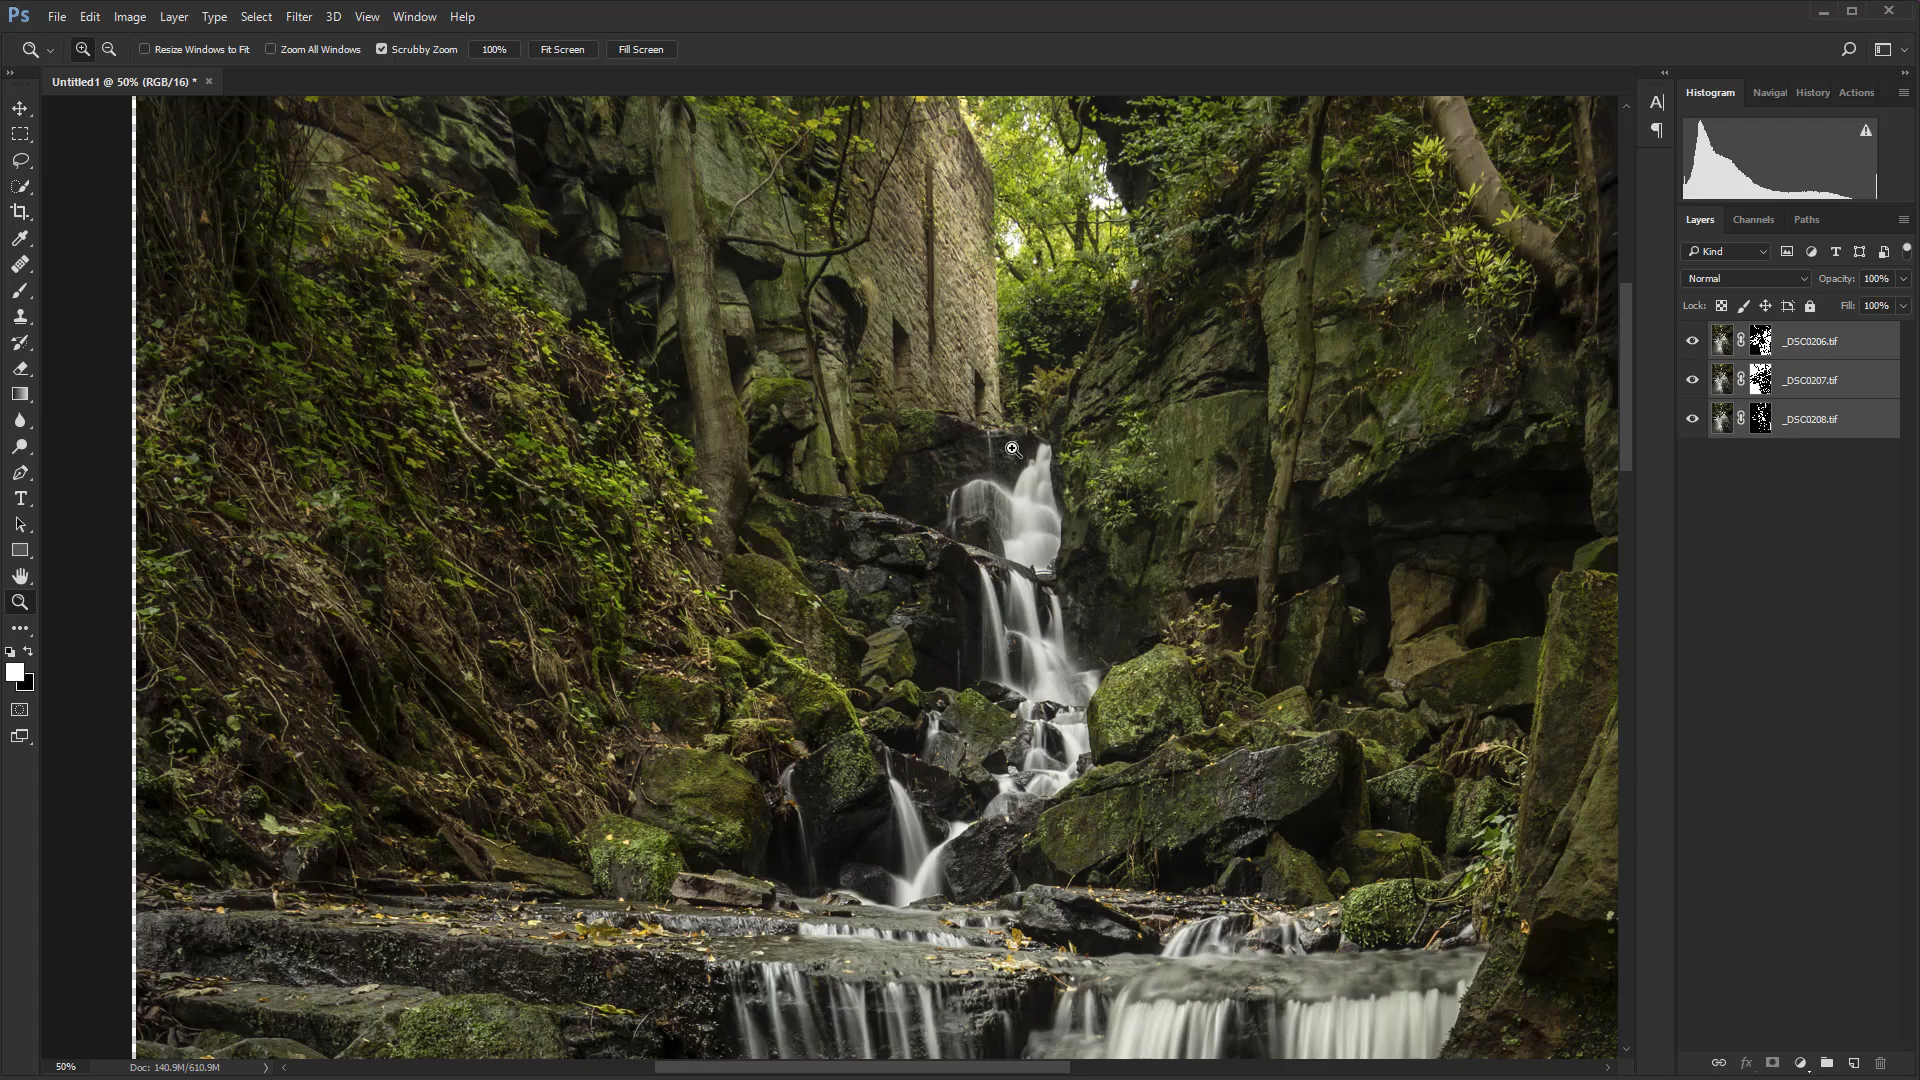 Ps File Edit Image Layer Type Select Filter 3D View Window Help
Resize Windows to Fit Zoom All Windows Scrubby Zoom 100% Fit Screen Fill Screen
Untitled1 @ 50% (RGB/16) *
Histogram Navigat History Actions
Layers Channels Paths
Kind
Normal Opacity: 100%
Lock: Fill: 100%
_DSC0206.tif
_DSC0207.tif
_DSC0208.tif
50% Doc: 140.9M/610.9M